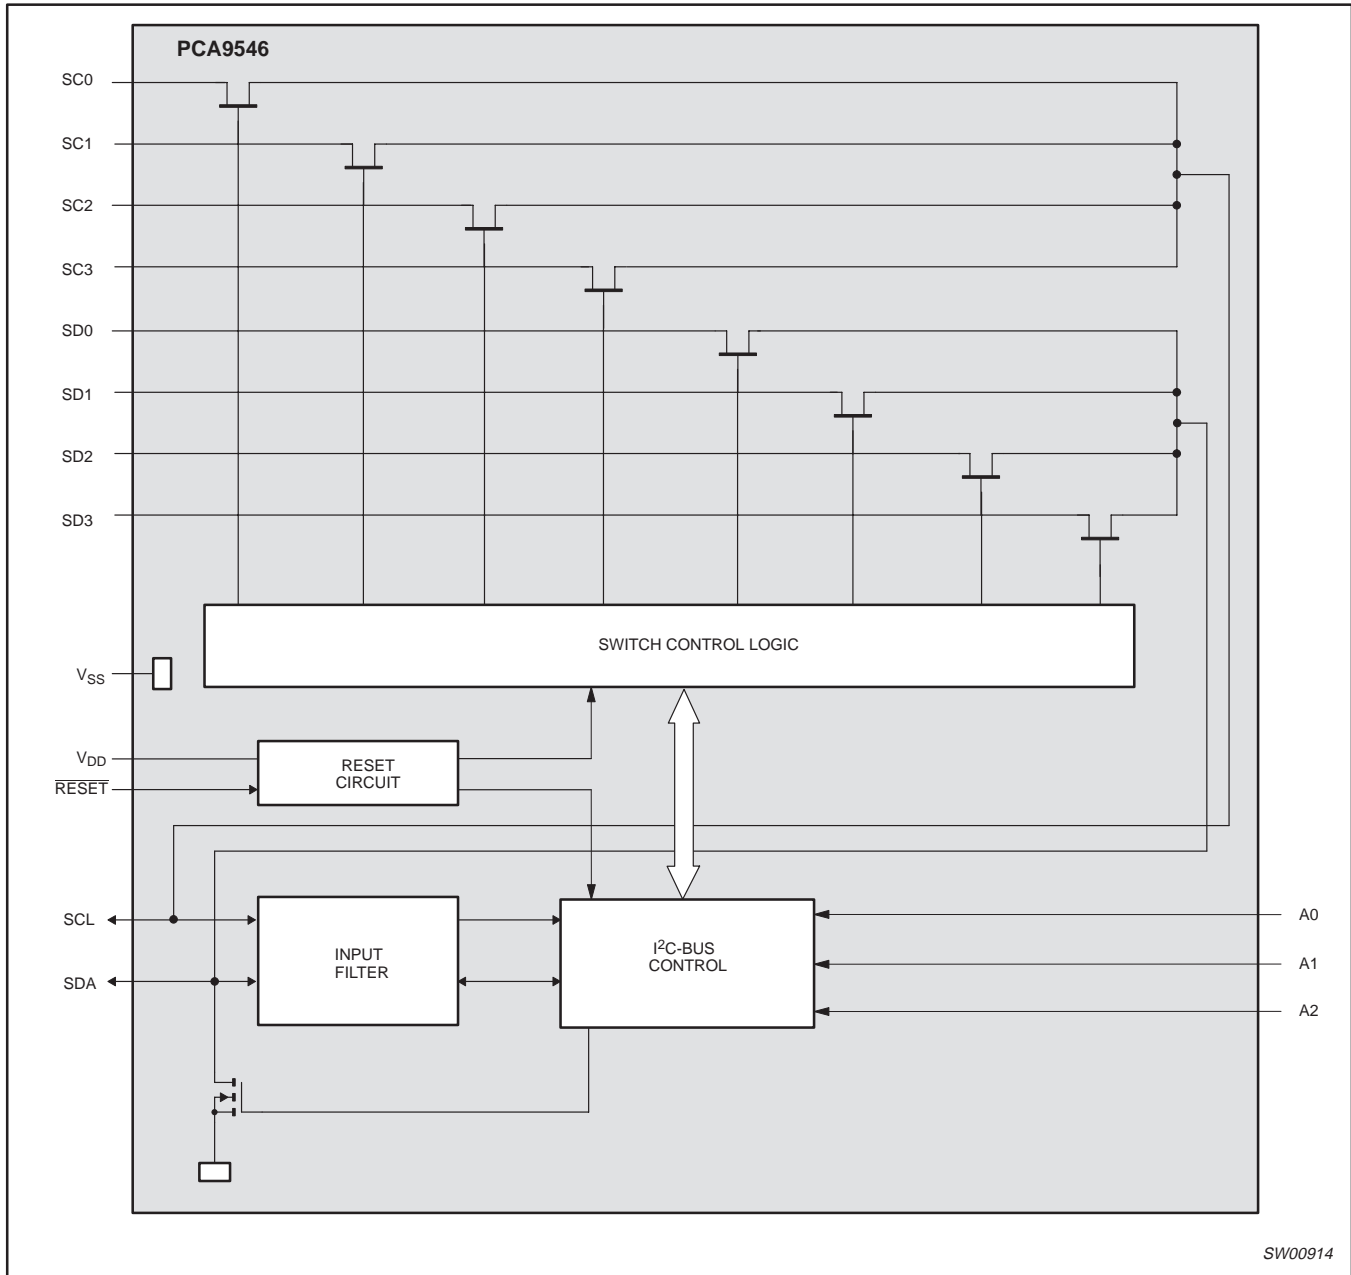 PCA9546
SC0
SC1
SC2
SC3
SD0
SD1
SD2
SD3
SWITCH CONTROL LOGIC
VSS
VDD
RESET
RESET
CIRCUIT
SCL
SDA
INPUT
FILTER
I²C-BUS
CONTROL
A0
A1
A2
SW00914